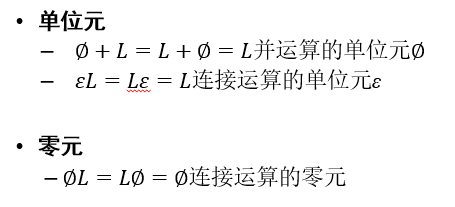 • 单位元
– ∅ + L = L + ∅ = L并运算的单位元∅
– εL = Lε = L连接运算的单位元ε
• 零元
– ∅L = L∅ = ∅连接运算的零元